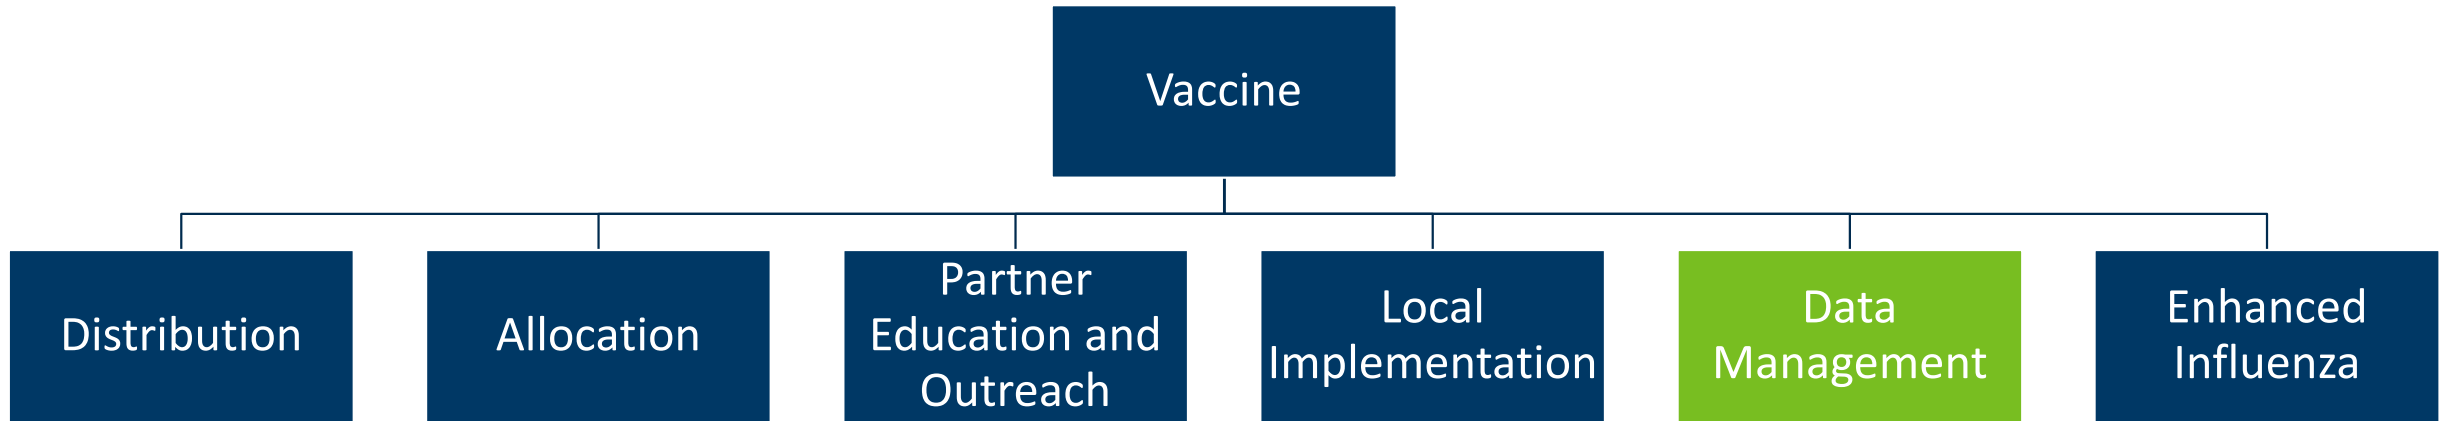 Vaccine
Distribution
Allocation
Partner
Education and
Outreach
Local
Implementation
Data
Management
Enhanced
Influenza